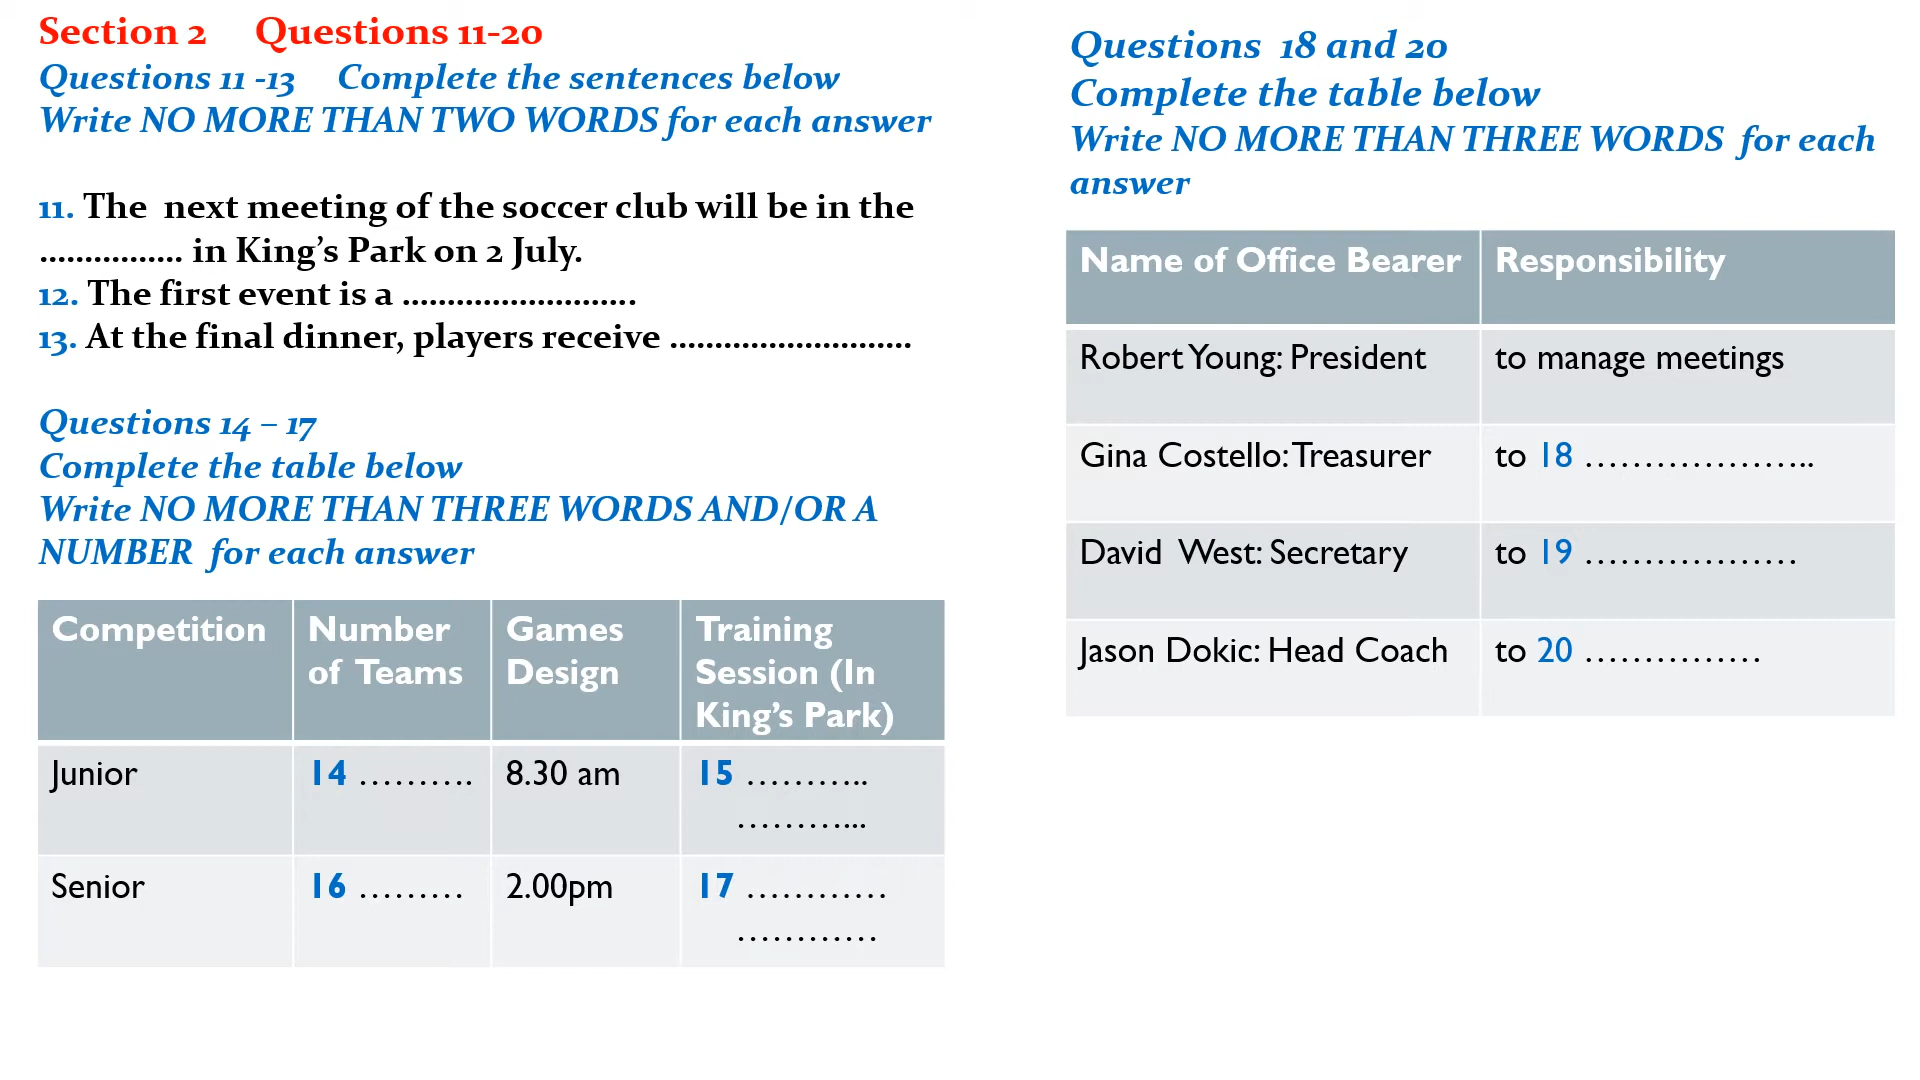 Section 2 Questions 11-20
Questions 11 -13 Complete the sentences below
Write NO MORE THAN TWO WORDS for each answer
11. The next meeting of the soccer club will be in the
................ in King's Park on 2 July.
12. The first event is a ..........................
13. At the final dinner, players receive ...........................
Questions 14 – 17
Complete the table below
Write NO MORE THAN THREE WORDS AND/OR A
NUMBER for each answer
Competition
Number
of Teams
Games
Design
Training
Session (In
King's Park)
Junior
14 ……….
8.30 am
15 ………..
………...
Senior
16 ………
2.00pm
17 …………
…………
Questions 18 and 20
Complete the table below
Write NO MORE THAN THREE WORDS for each
answer
Name of Office Bearer
Responsibility
Robert Young: President
to manage meetings
Gina Costello: Treasurer
to 18 ………………..
David West: Secretary
to 19 ………………
Jason Dokic: Head Coach
to 20 ……………